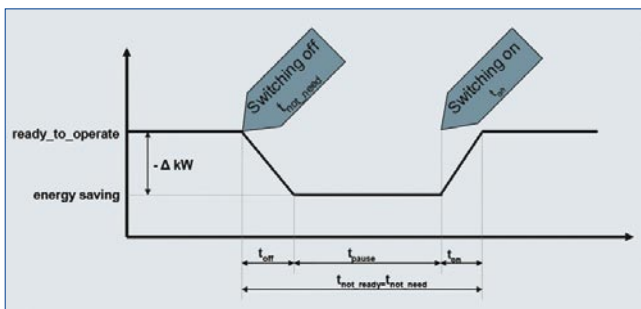 Switching off
t_not_need
Switching on
t_on
ready_to_operate
- Δ kW
energy saving
t_off
t_pause
t_on
t_not_ready=t_not_need